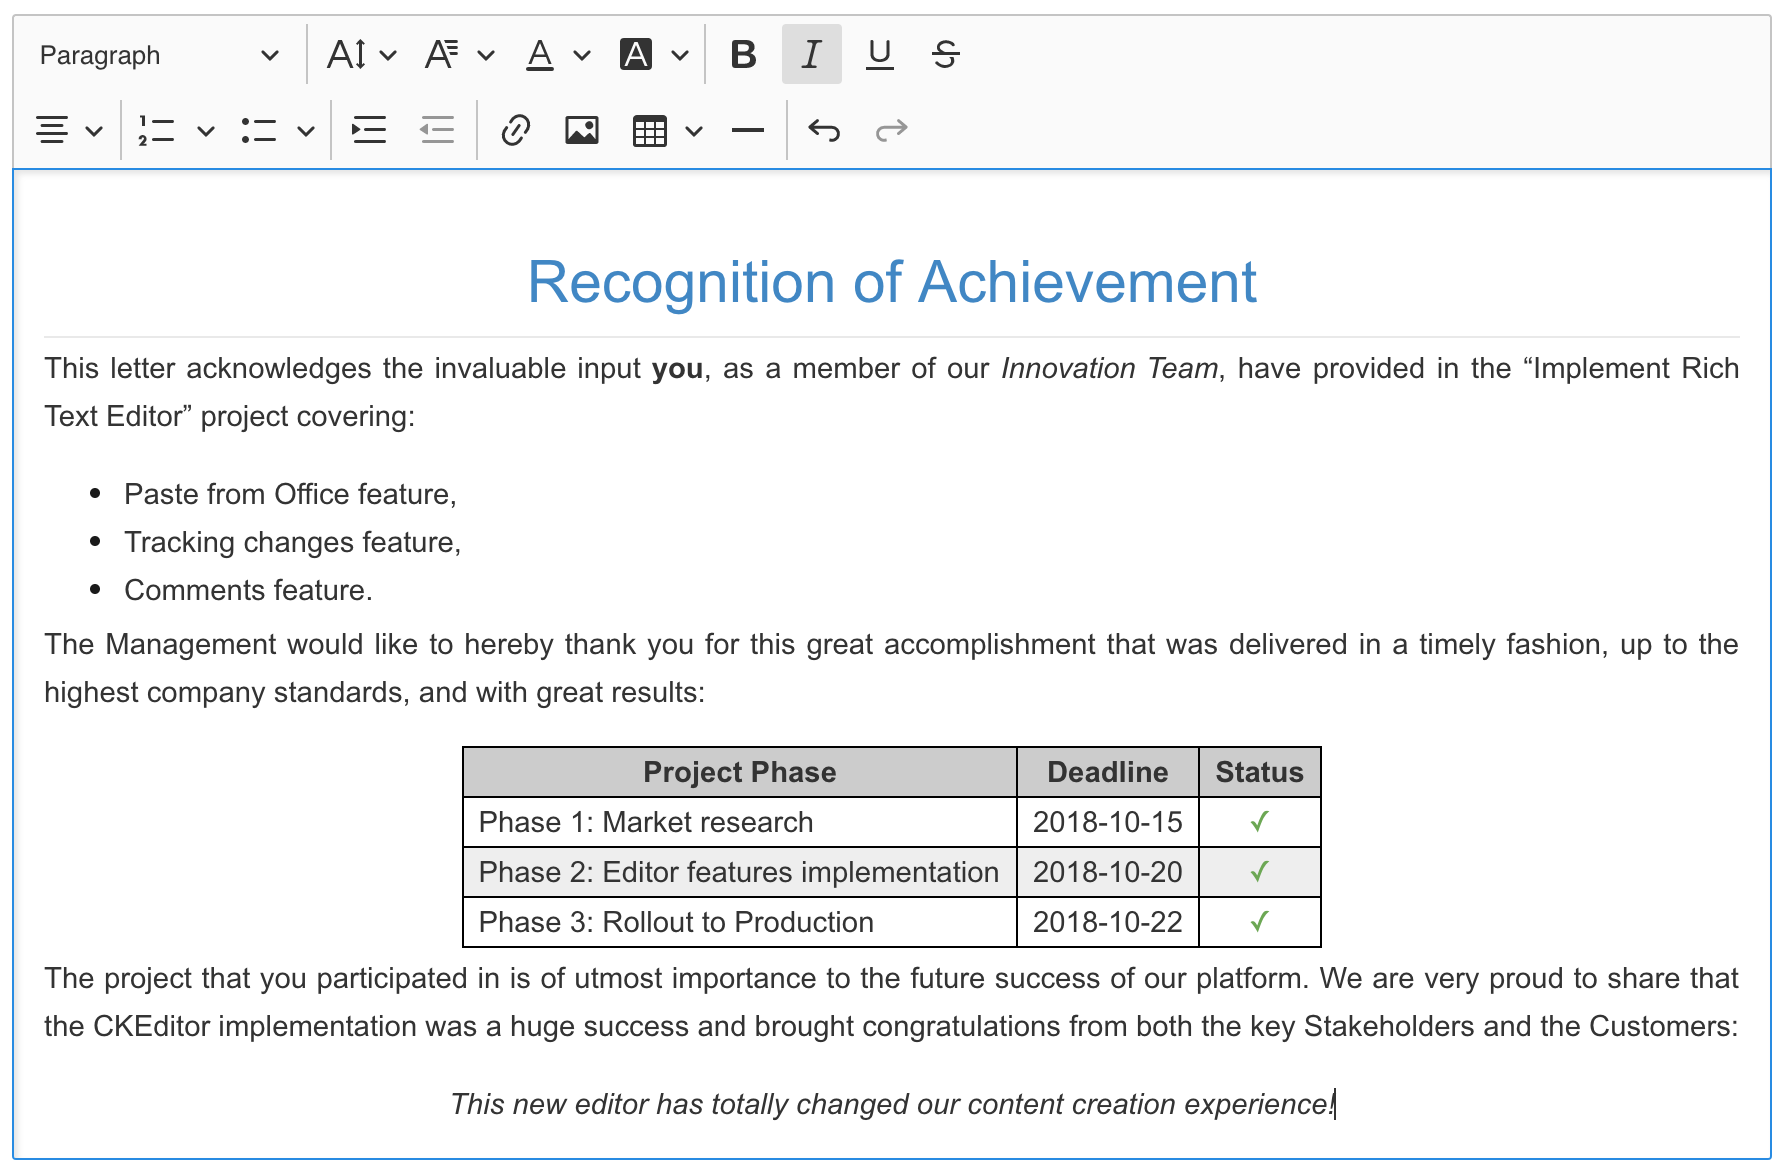 Paragraph
Recognition of Achievement
This letter acknowledges the invaluable input you, as a member of our Innovation Team, have provided in the “Implement Rich
Text Editor” project covering:
• Paste from Office feature,
• Tracking changes feature,
• Comments feature.
The Management would like to hereby thank you for this great accomplishment that was delivered in a timely fashion, up to the
highest company standards, and with great results:
Project Phase Deadline Status
Phase 1: Market research 2018-10-15 ✓
Phase 2: Editor features implementation 2018-10-20 ✓
Phase 3: Rollout to Production 2018-10-22 ✓
The project that you participated in is of utmost importance to the future success of our platform. We are very proud to share that
the CKEditor implementation was a huge success and brought congratulations from both the key Stakeholders and the Customers:
This new editor has totally changed our content creation experience!